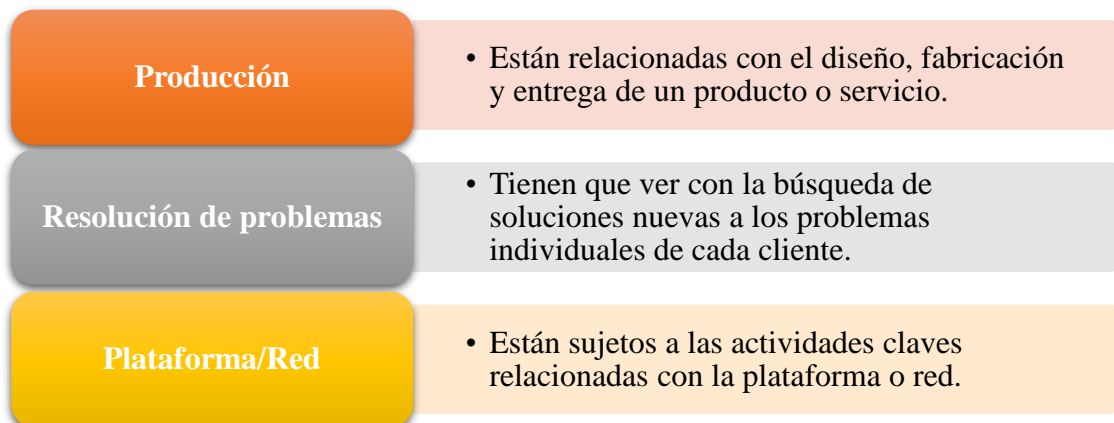 Producción
• Están relacionadas con el diseño, fabricación
y entrega de un producto o servicio.
Resolución de problemas
• Tienen que ver con la búsqueda de
soluciones nuevas a los problemas
individuales de cada cliente.
Plataforma/Red
• Están sujetos a las actividades claves
relacionadas con la plataforma o red.